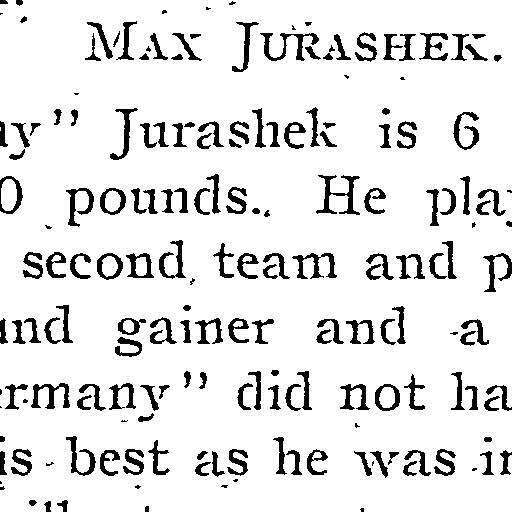 MAX JURASHEK.
ny" Jurashek is 6
0 pounds. He play
second team and p
und gainer and a
ermany" did not ha
is best as he was in